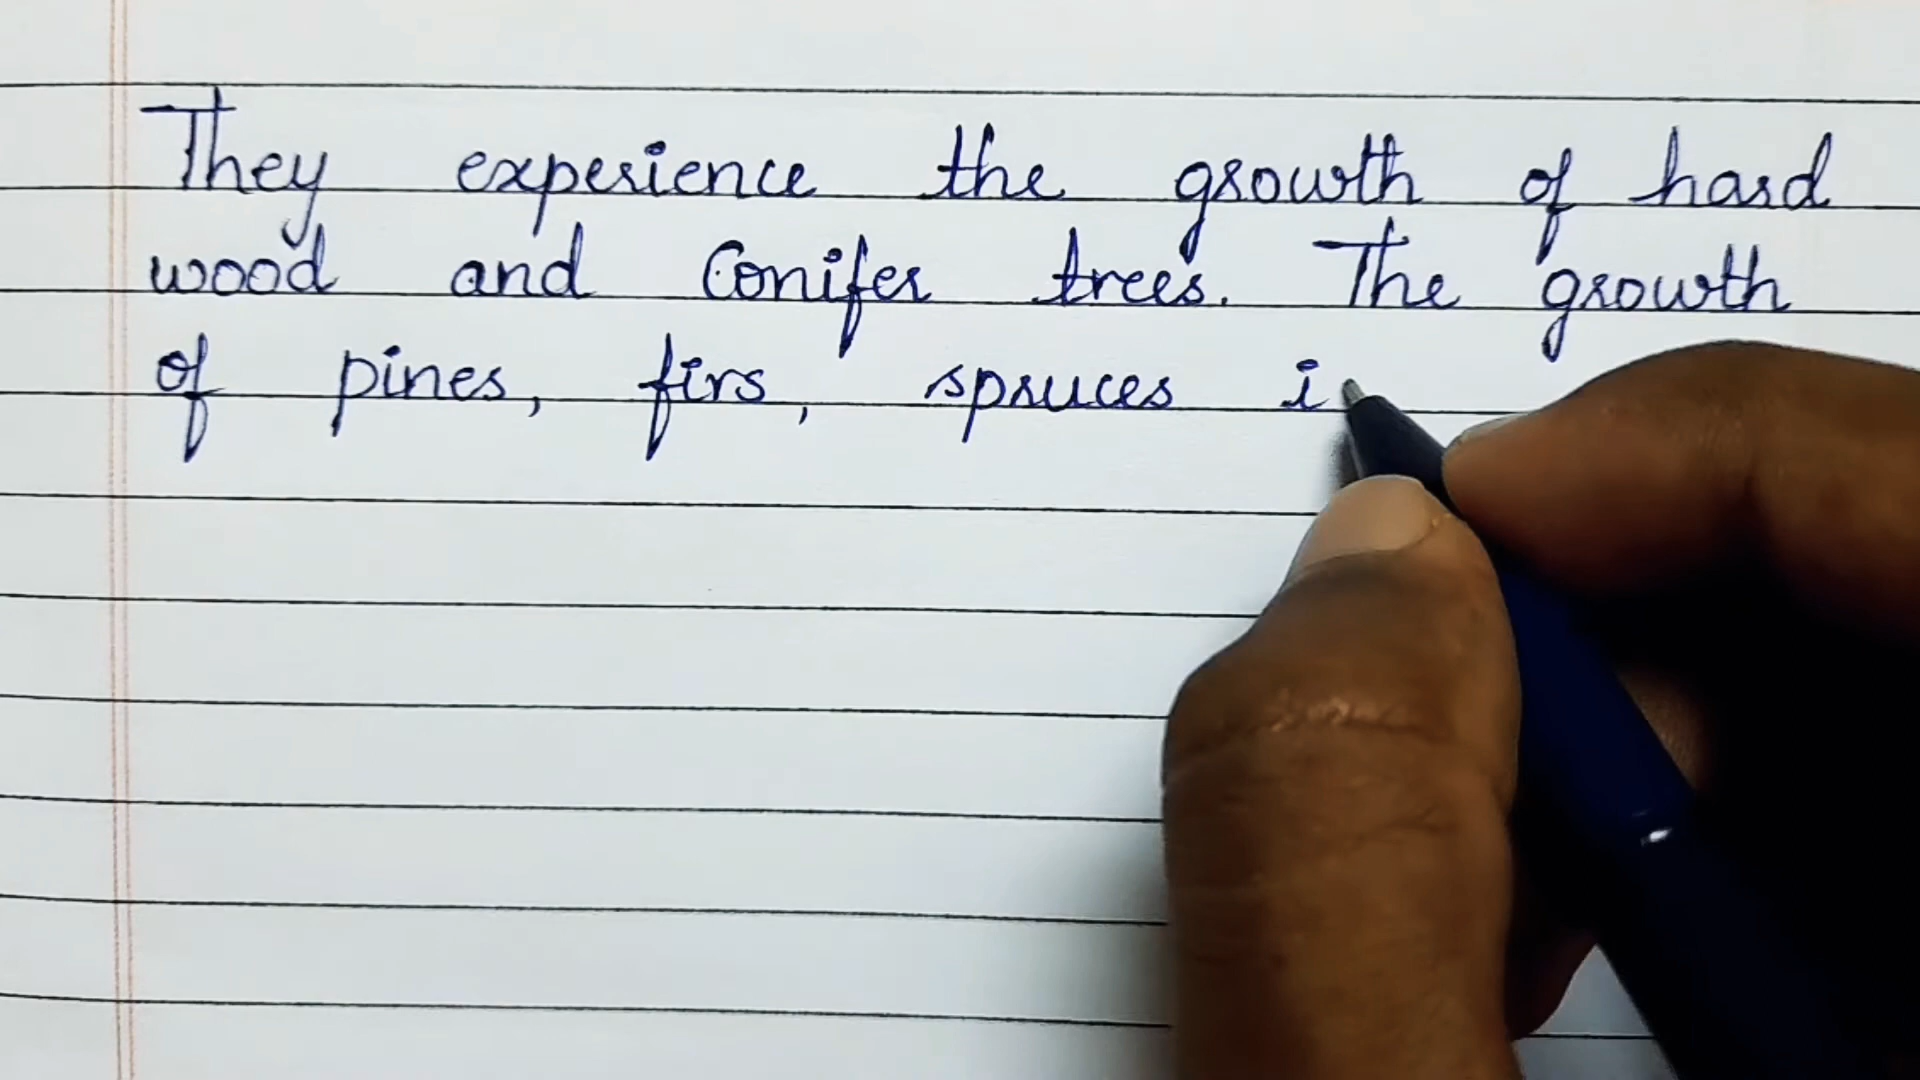 They experience the growth of hard
wood and Conifer trees. The growth
of pines, firs, spruces i